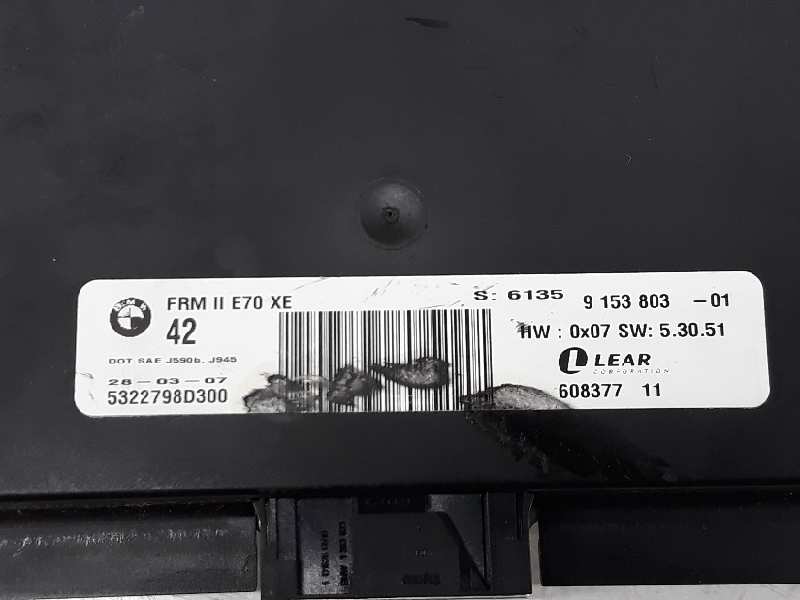 BMW
FRM II E70 XE
S: 6135 9 153 803 -01
42
HW : 0x07 SW: 5.30.51
DOT SAE J590b, J945
LEAR
CORPORATION
28-03-07
5322798D300
608377 11